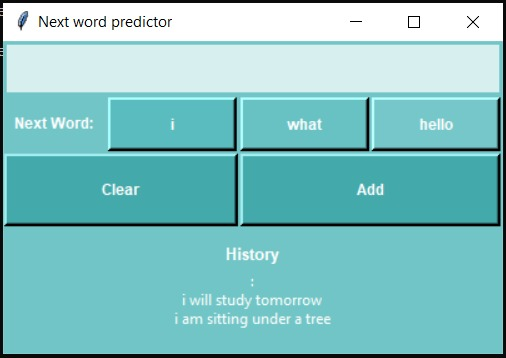 Next word predictor
Next Word: i what hello
Clear Add
History
:
i will study tomorrow
i am sitting under a tree